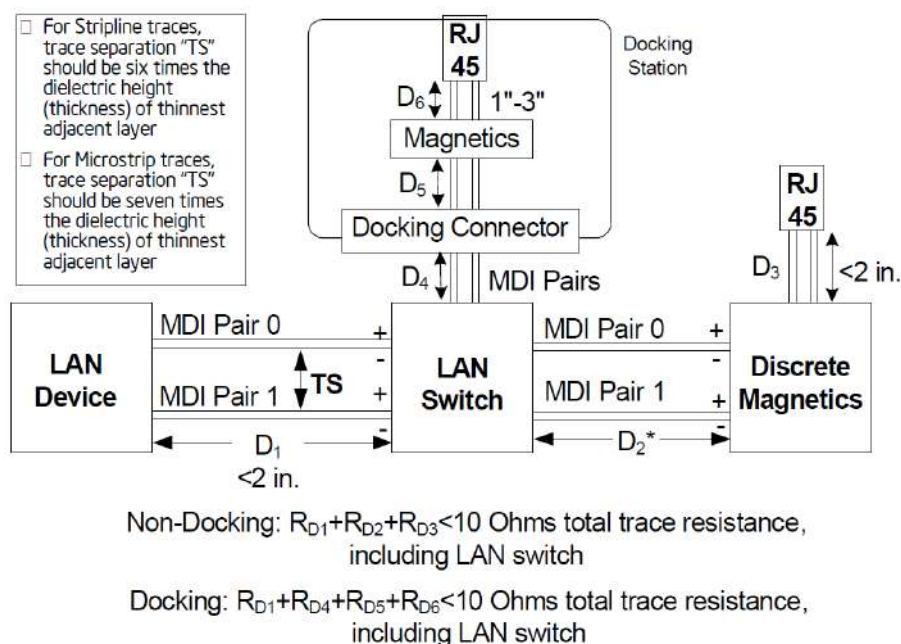 □ For Stripline traces,
trace separation "TS"
should be six times the
dielectric height
(thickness) of thinnest
adjacent layer
□ For Microstrip traces,
trace separation "TS"
should be seven times
the dielectric height
(thickness) of thinnest
adjacent layer
RJ
45
Docking
Station
D6
1"-3"
Magnetics
D5
Docking Connector
D4
MDI Pairs
RJ
45
D3
<2 in.
LAN
Device
MDI Pair 0
+
-
TS
MDI Pair 1
+
-
D1
<2 in.
LAN
Switch
MDI Pair 0
+
-
MDI Pair 1
+
-
D2*
Discrete
Magnetics
Non-Docking: RD1+RD2+RD3<10 Ohms total trace resistance,
including LAN switch
Docking: RD1+RD4+RD5+RD6<10 Ohms total trace resistance,
including LAN switch